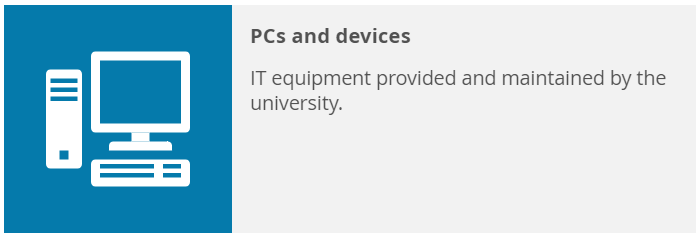 PCs and devices
IT equipment provided and maintained by the
university.